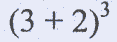 (3 + 2)³